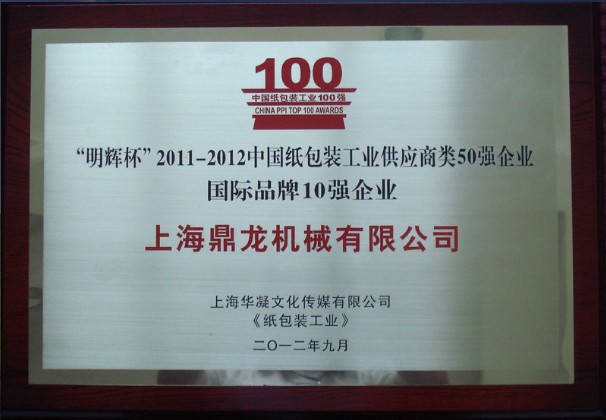 100
中国纸包装工业100强
CHINA PPI TOP 100 AWARDS
“明辉杯”2011-2012中国纸包装工业供应商类50强企业
国际品牌10强企业
上海鼎龙机械有限公司
上海华凝文化传媒有限公司
《纸包装工业》
二〇一二年九月